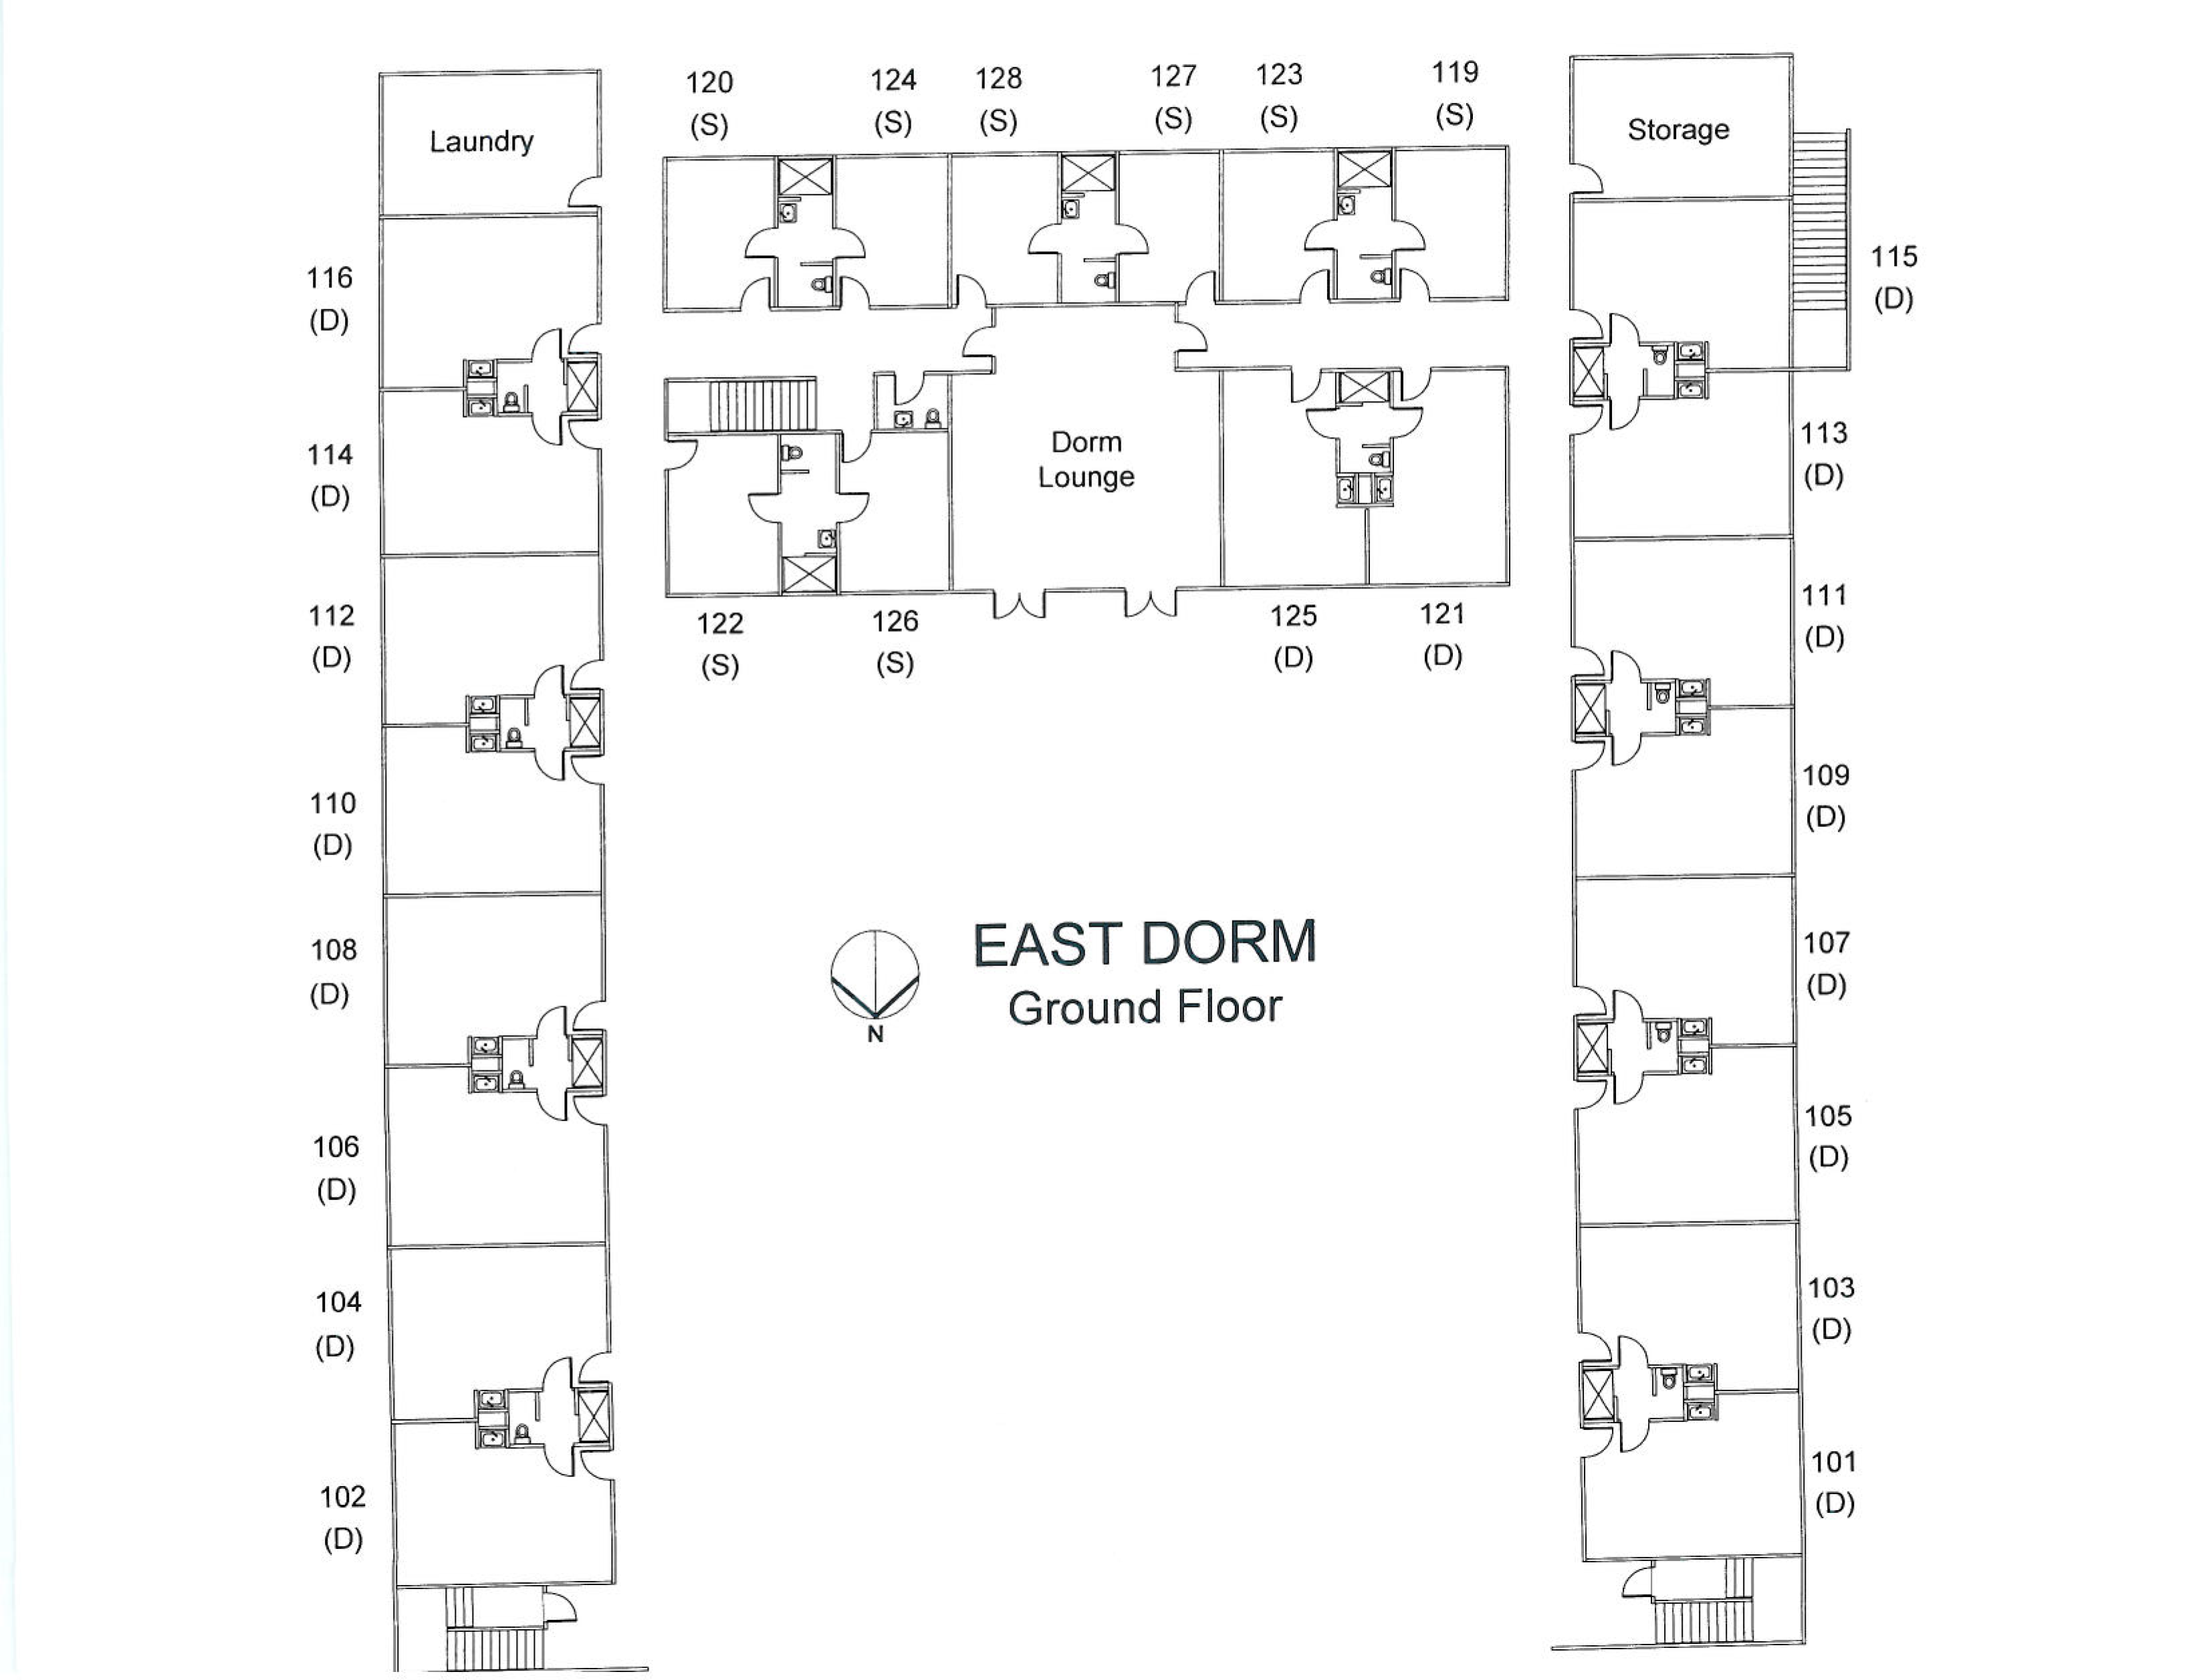 120
(S)
124
(S)
128
(S)
127
(S)
123
(S)
119
(S)
Laundry
Storage
116
(D)
115
(D)
114
(D)
Dorm
Lounge
113
(D)
112
(D)
122
(S)
126
(S)
125
(D)
121
(D)
111
(D)
110
(D)
109
(D)
108
(D)
EAST DORM
Ground Floor
N
107
(D)
106
(D)
105
(D)
104
(D)
103
(D)
102
(D)
101
(D)